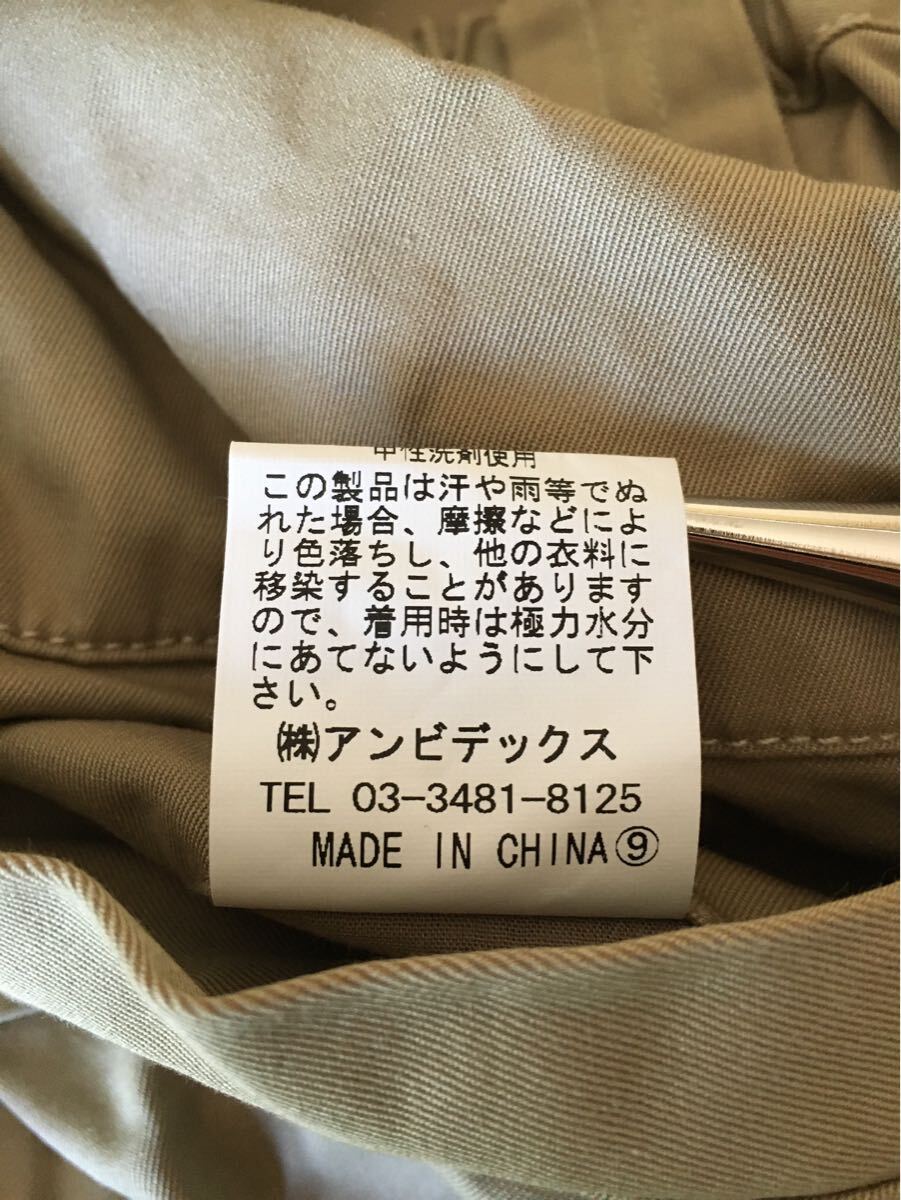 中性洗剤使用
この製品は汗や雨等でぬ
れた場合、摩擦などによ
り色落ちし、他の衣料に
移染することがあります
ので、着用時は極力水分
にあてないようにして下
さい。
㈱アンビデックス
TEL 03-3481-8125
MADE IN CHINA⑨